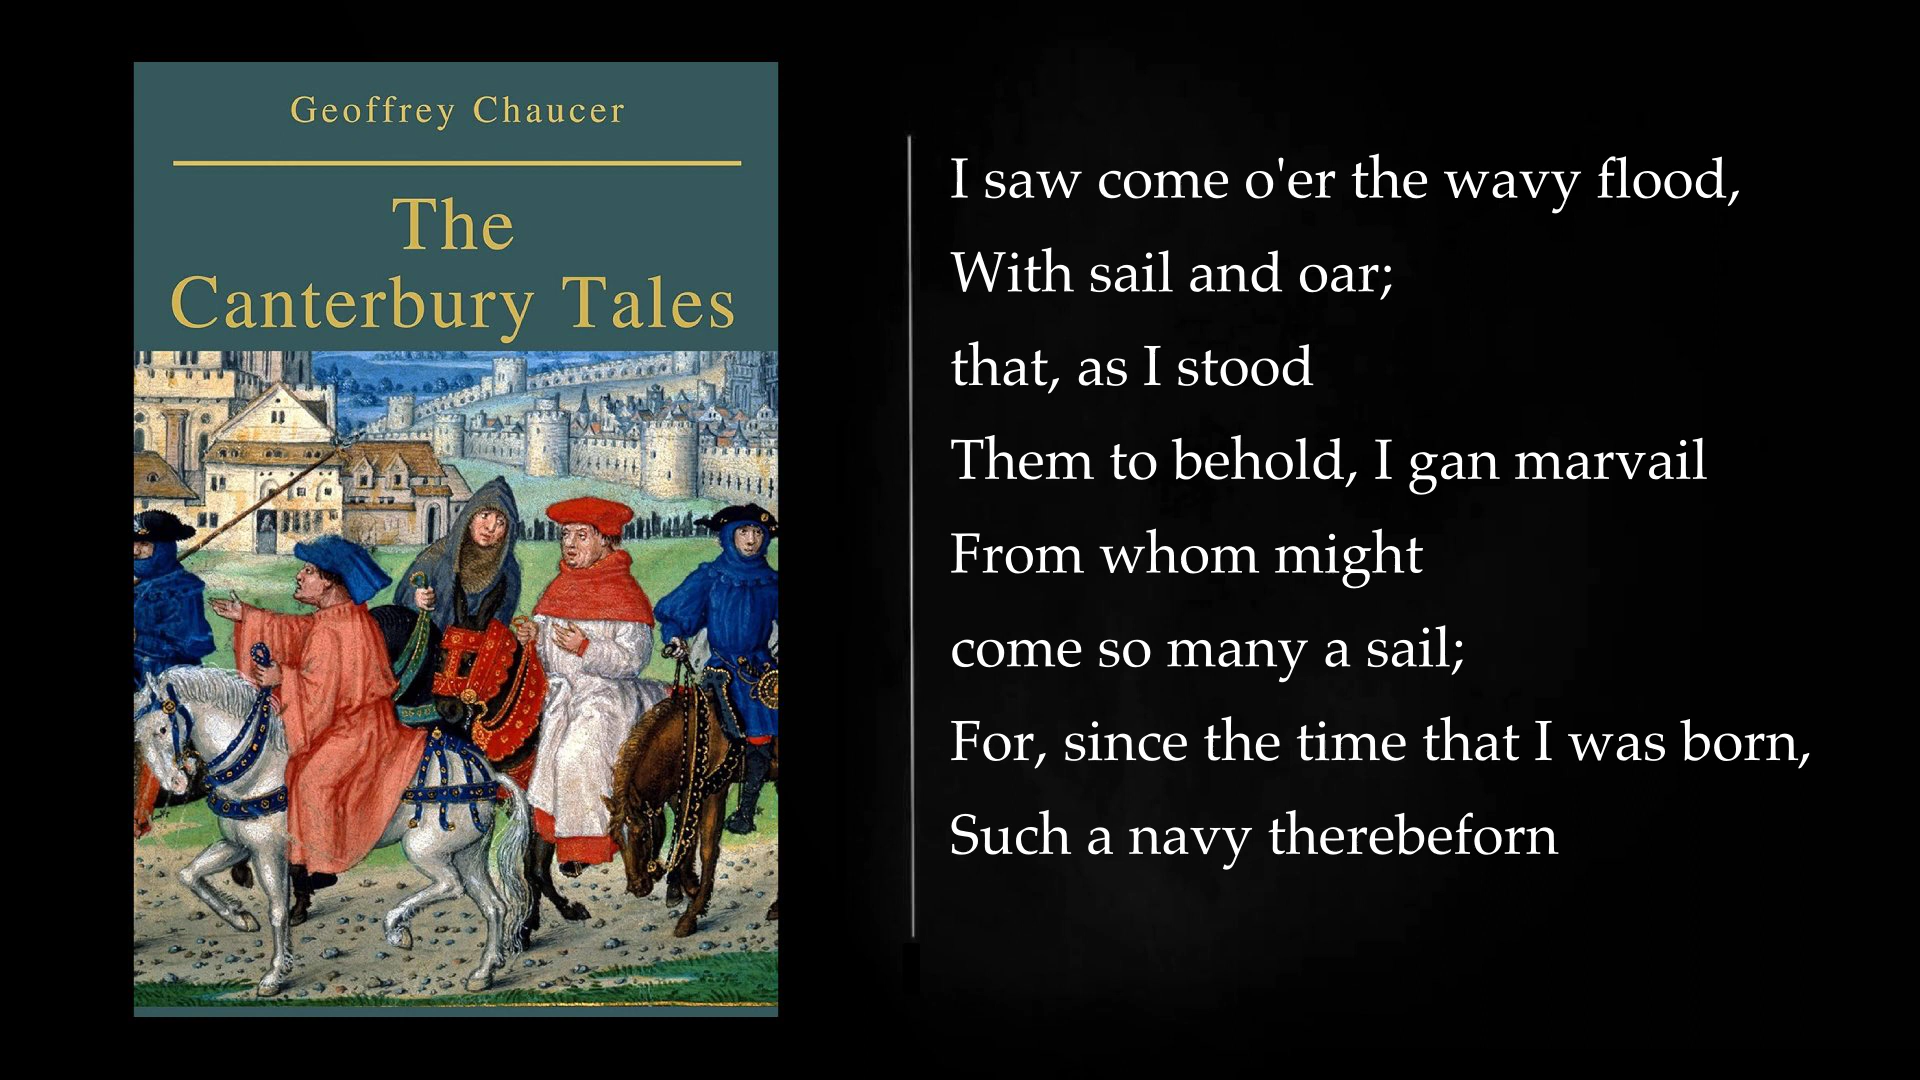 Geoffrey Chaucer
The
Canterbury Tales
I saw come o'er the wavy flood,
With sail and oar;
that, as I stood
Them to behold, I gan marvail
From whom might
come so many a sail;
For, since the time that I was born,
Such a navy therebeforn